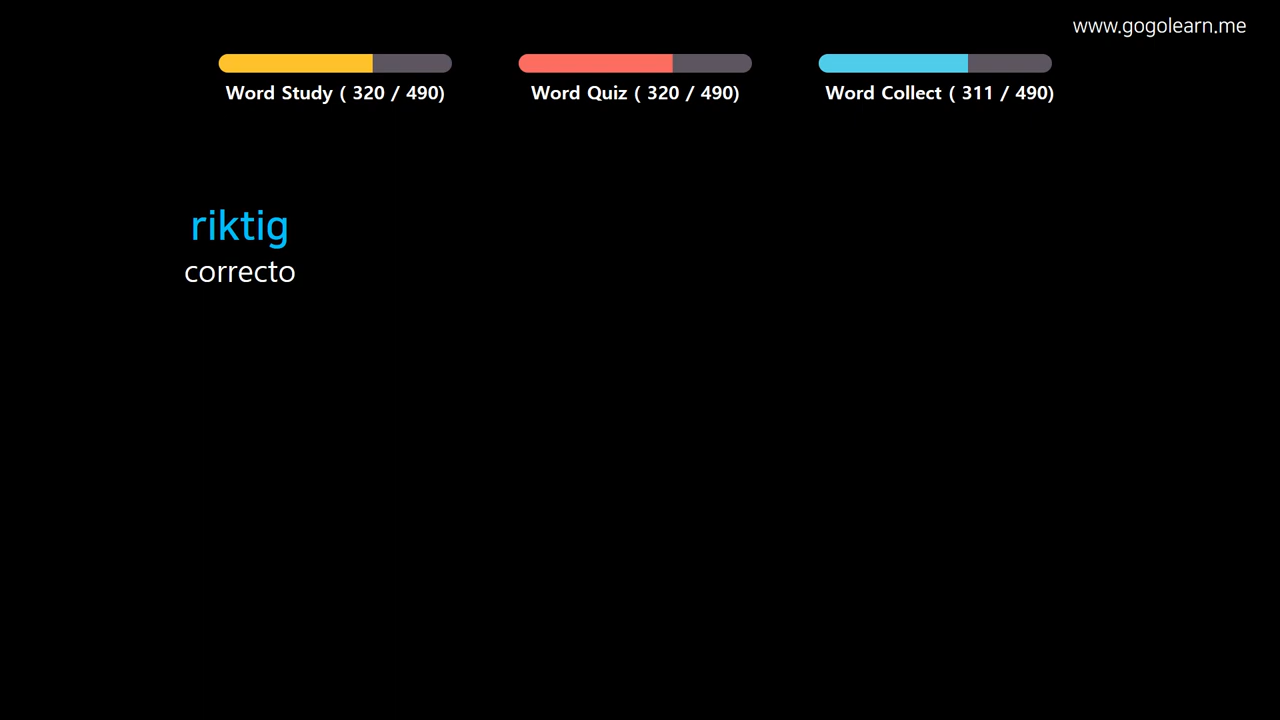 www.gogolearn.me
Word Study ( 320 / 490)
Word Quiz ( 320 / 490)
Word Collect ( 311 / 490)
riktig
correcto